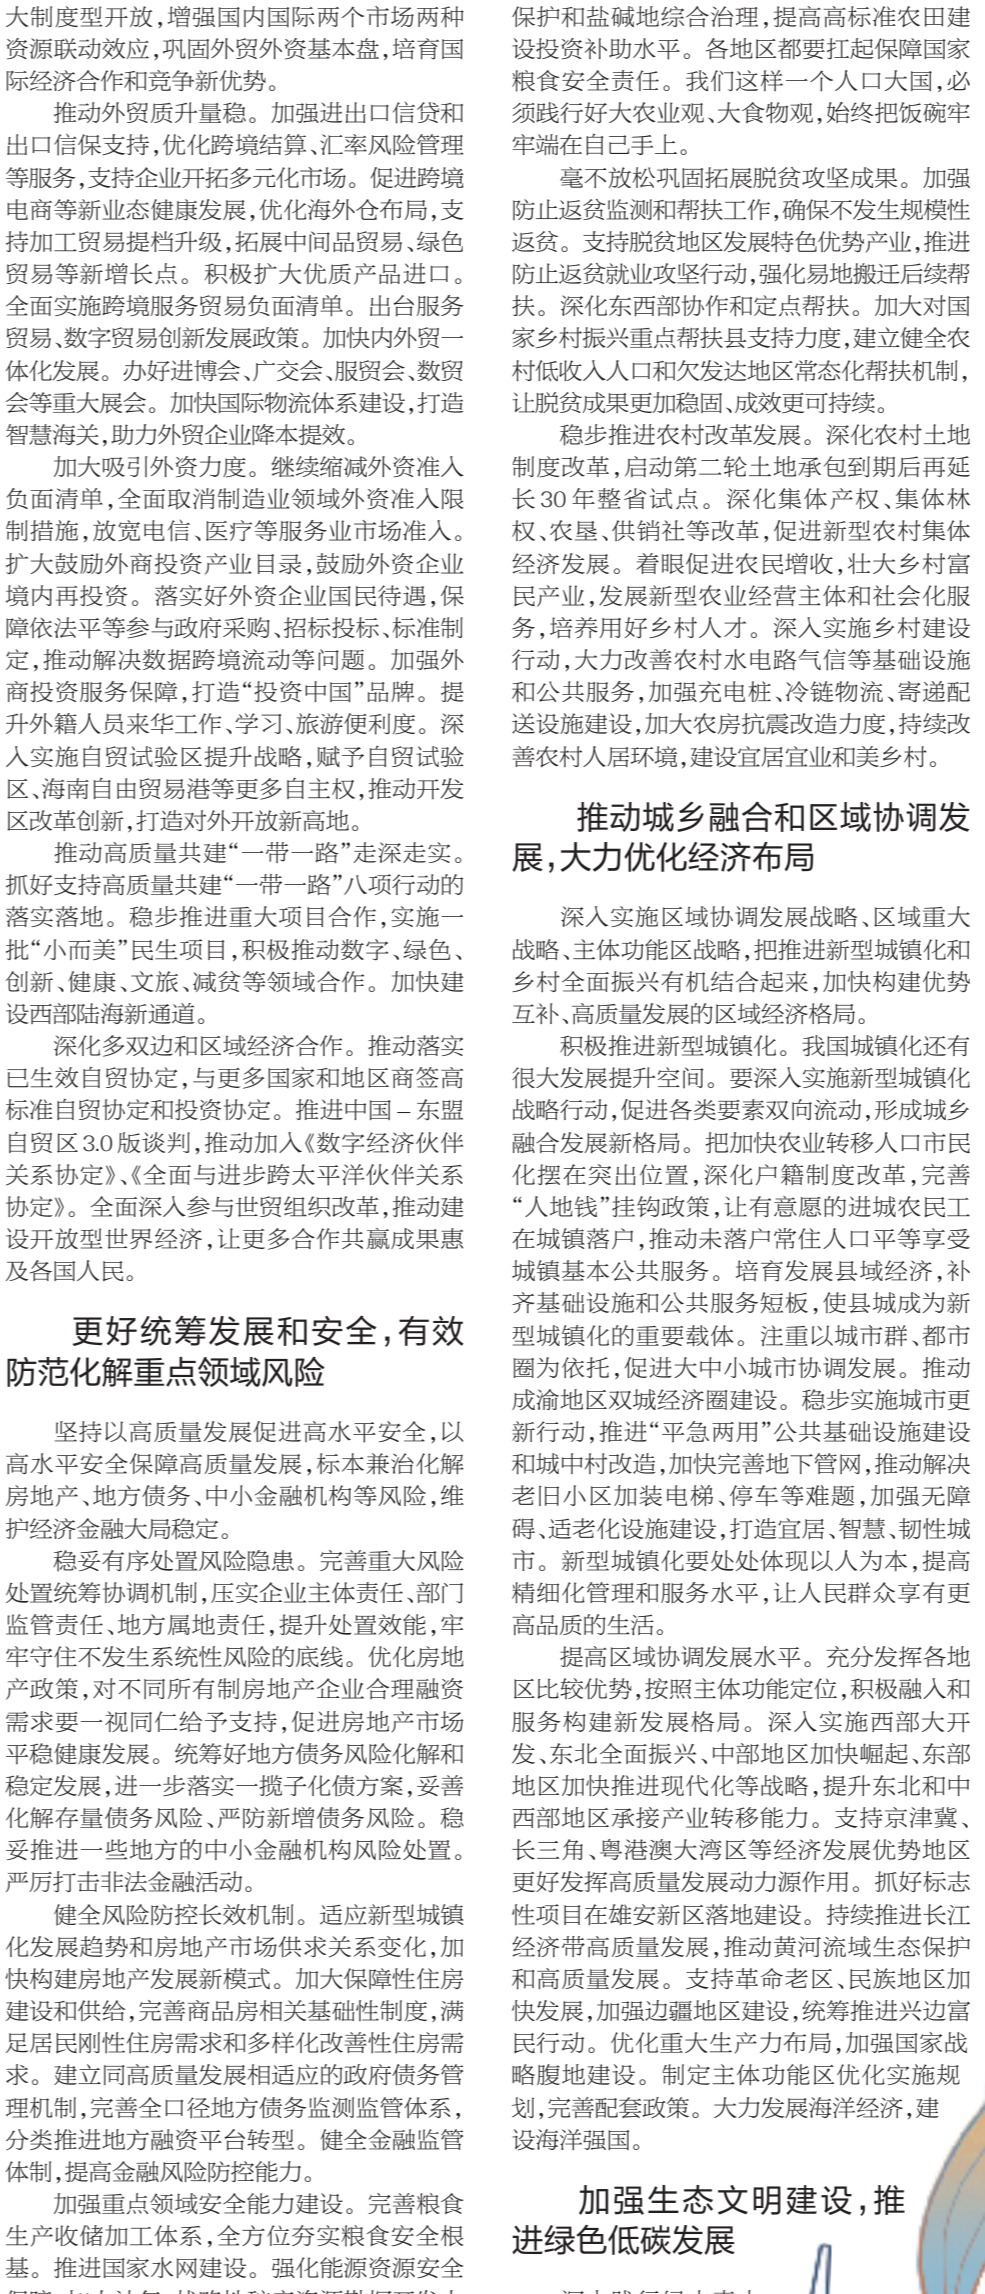 大制度型开放,增强国内国际两个市场两种
资源联动效应,巩固外贸外资基本盘,培育国
际经济合作和竞争新优势。
推动外贸质升量稳。加强进出口信贷和
出口信保支持,优化跨境结算、汇率风险管理
等服务,支持企业开拓多元化市场。促进跨境
电商等新业态健康发展,优化海外仓布局,支
持加工贸易提档升级,拓展中间品贸易、绿色
贸易等新增长点。积极扩大优质产品进口。
全面实施跨境服务贸易负面清单。出台服务
贸易、数字贸易创新发展政策。加快内外贸一
体化发展。办好进博会、广交会、服贸会、数贸
会等重大展会。加快国际物流体系建设,打造
智慧海关,助力外贸企业降本提效。
加大吸引外资力度。继续缩减外资准入
负面清单,全面取消制造业领域外资准入限
制措施,放宽电信、医疗等服务业市场准入。
扩大鼓励外商投资产业目录,鼓励外资企业
境内再投资。落实好外资企业国民待遇,保
障依法平等参与政府采购、招标投标、标准制
定,推动解决数据跨境流动等问题。加强外
商投资服务保障,打造“投资中国”品牌。提
升外籍人员来华工作、学习、旅游便利度。深
入实施自贸试验区提升战略,赋予自贸试验
区、海南自由贸易港等更多自主权,推动开发
区改革创新,打造对外开放新高地。
推动高质量共建“一带一路”走深走实。
抓好支持高质量共建“一带一路”八项行动的
落实落地。稳步推进重大项目合作,实施一
批“小而美”民生项目,积极推动数字、绿色、
创新、健康、文旅、减贫等领域合作。加快建
设西部陆海新通道。
深化多双边和区域经济合作。推动落实
已生效自贸协定,与更多国家和地区商签高
标准自贸协定和投资协定。推进中国–东盟
自贸区3.0版谈判,推动加入《数字经济伙伴
关系协定》、《全面与进步跨太平洋伙伴关系
协定》。全面深入参与世贸组织改革,推动建
设开放型世界经济,让更多合作共赢成果惠
及各国人民。
更好统筹发展和安全,有效
防范化解重点领域风险
坚持以高质量发展促进高水平安全,以
高水平安全保障高质量发展,标本兼治化解
房地产、地方债务、中小金融机构等风险,维
护经济金融大局稳定。
稳妥有序处置风险隐患。完善重大风险
处置统筹协调机制,压实企业主体责任、部门
监管责任、地方属地责任,提升处置效能,牢
牢守住不发生系统性风险的底线。优化房地
产政策,对不同所有制房地产企业合理融资
需求要一视同仁给予支持,促进房地产市场
平稳健康发展。统筹好地方债务风险化解和
稳定发展,进一步落实一揽子化债方案,妥善
化解存量债务风险、严防新增债务风险。稳
妥推进一些地方的中小金融机构风险处置。
严厉打击非法金融活动。
健全风险防控长效机制。适应新型城镇
化发展趋势和房地产市场供求关系变化,加
快构建房地产发展新模式。加大保障性住房
建设和供给,完善商品房相关基础性制度,满
足居民刚性住房需求和多样化改善性住房需
求。建立同高质量发展相适应的政府债务管
理机制,完善全口径地方债务监测监管体系,
分类推进地方融资平台转型。健全金融监管
体制,提高金融风险防控能力。
加强重点领域安全能力建设。完善粮食
生产收储加工体系,全方位夯实粮食安全根
基。推进国家水网建设。强化能源资源安全
保护和盐碱地综合治理,提高高标准农田建
设投资补助水平。各地区都要扛起保障国家
粮食安全责任。我们这样一个人口大国,必
须践行好大农业观、大食物观,始终把饭碗牢
牢端在自己手上。
毫不放松巩固拓展脱贫攻坚成果。加强
防止返贫监测和帮扶工作,确保不发生规模性
返贫。支持脱贫地区发展特色优势产业,推进
防止返贫就业攻坚行动,强化易地搬迁后续帮
扶。深化东西部协作和定点帮扶。加大对国
家乡村振兴重点帮扶县支持力度,建立健全农
村低收入人口和欠发达地区常态化帮扶机制,
让脱贫成果更加稳固、成效更可持续。
稳步推进农村改革发展。深化农村土地
制度改革,启动第二轮土地承包到期后再延
长30年整省试点。深化集体产权、集体林
权、农垦、供销社等改革,促进新型农村集体
经济发展。着眼促进农民增收,壮大乡村富
民产业,发展新型农业经营主体和社会化服
务,培养用好乡村人才。深入实施乡村建设
行动,大力改善农村水电路气信等基础设施
和公共服务,加强充电桩、冷链物流、寄递配
送设施建设,加大农房抗震改造力度,持续改
善农村人居环境,建设宜居宜业和美乡村。
推动城乡融合和区域协调发
展,大力优化经济布局
深入实施区域协调发展战略、区域重大
战略、主体功能区战略,把推进新型城镇化和
乡村全面振兴有机结合起来,加快构建优势
互补、高质量发展的区域经济格局。
积极推进新型城镇化。我国城镇化还有
很大发展提升空间。要深入实施新型城镇化
战略行动,促进各类要素双向流动,形成城乡
融合发展新格局。把加快农业转移人口市民
化摆在突出位置,深化户籍制度改革,完善
“人地钱”挂钩政策,让有意愿的进城农民工
在城镇落户,推动未落户常住人口平等享受
城镇基本公共服务。培育发展县域经济,补
齐基础设施和公共服务短板,使县城成为新
型城镇化的重要载体。注重以城市群、都市
圈为依托,促进大中小城市协调发展。推动
成渝地区双城经济圈建设。稳步实施城市更
新行动,推进“平急两用”公共基础设施建设
和城中村改造,加快完善地下管网,推动解决
老旧小区加装电梯、停车等难题,加强无障
碍、适老化设施建设,打造宜居、智慧、韧性城
市。新型城镇化要处处体现以人为本,提高
精细化管理和服务水平,让人民群众享有更
高品质的生活。
提高区域协调发展水平。充分发挥各地
区比较优势,按照主体功能定位,积极融入和
服务构建新发展格局。深入实施西部大开
发、东北全面振兴、中部地区加快崛起、东部
地区加快推进现代化等战略,提升东北和中
西部地区承接产业转移能力。支持京津冀、
长三角、粤港澳大湾区等经济发展优势地区
更好发挥高质量发展动力源作用。抓好标志
性项目在雄安新区落地建设。持续推进长江
经济带高质量发展,推动黄河流域生态保护
和高质量发展。支持革命老区、民族地区加
快发展,加强边疆地区建设,统筹推进兴边富
民行动。优化重大生产力布局,加强国家战
略腹地建设。制定主体功能区优化实施规
划,完善配套政策。大力发展海洋经济,建
设海洋强国。
加强生态文明建设,推
进绿色低碳发展